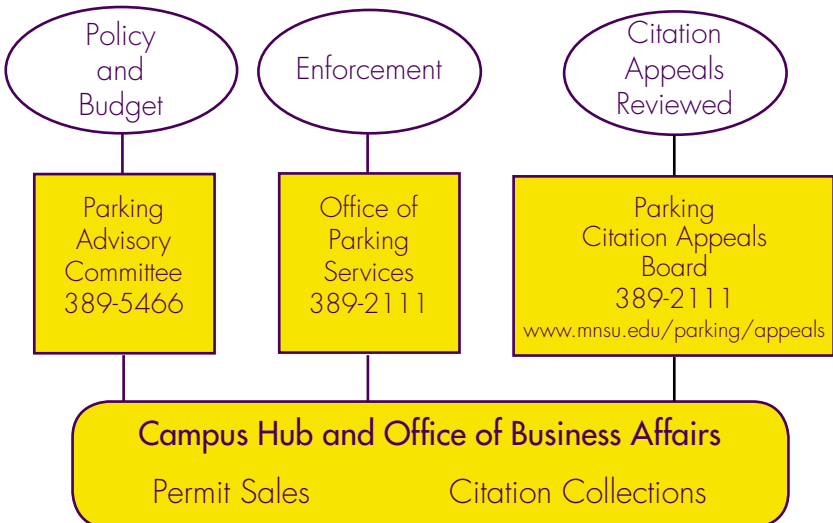 Policy
and
Budget
Enforcement
Citation
Appeals
Reviewed
Parking
Advisory
Committee
389-5466
Office of
Parking
Services
389-2111
Parking
Citation Appeals
Board
389-2111
www.mnsu.edu/parking/appeals
Campus Hub and Office of Business Affairs
Permit Sales
Citation Collections